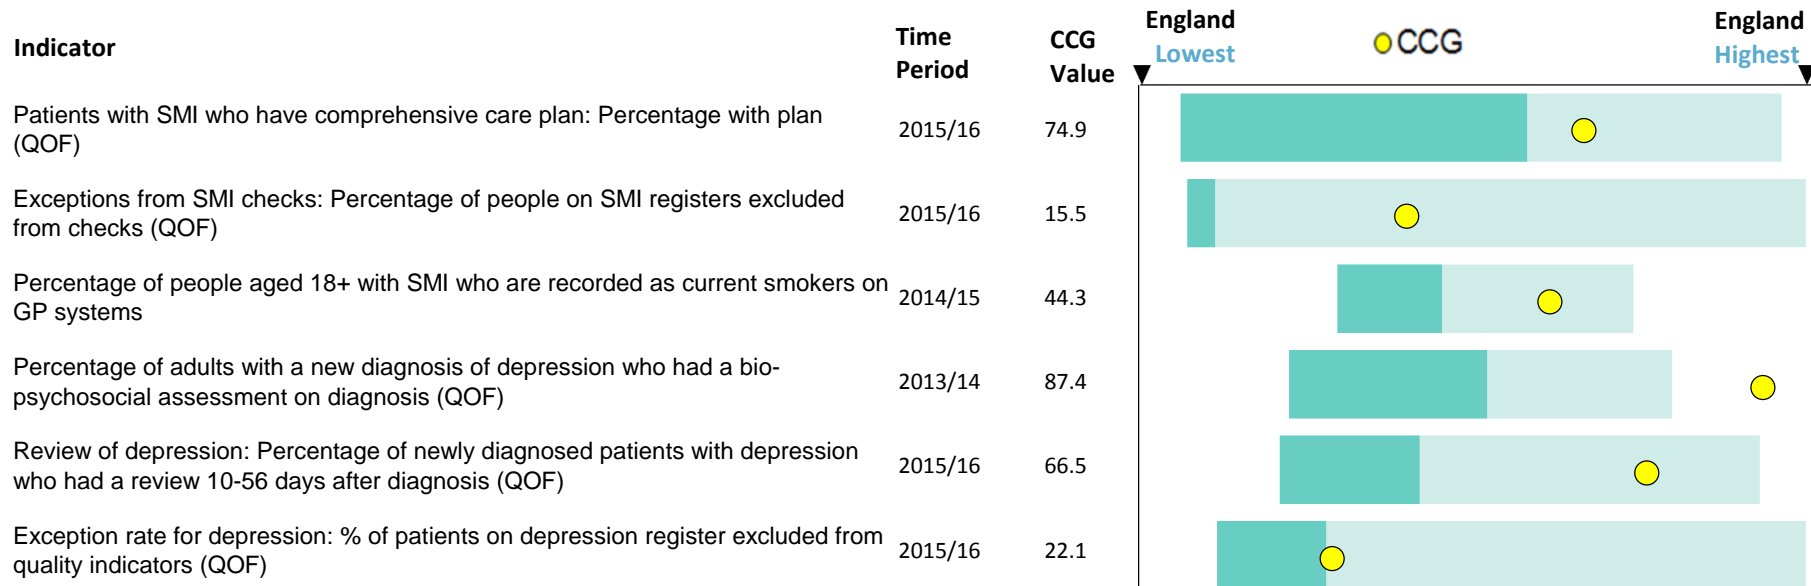 Indicator
Time Period
CCG Value
England Lowest
CCG
England Highest
Patients with SMI who have comprehensive care plan: Percentage with plan
(QOF)
2015/16
74.9
Exceptions from SMI checks: Percentage of people on SMI registers excluded
from checks (QOF)
2015/16
15.5
Percentage of people aged 18+ with SMI who are recorded as current smokers on
GP systems
2014/15
44.3
Percentage of adults with a new diagnosis of depression who had a bio-
psychosocial assessment on diagnosis (QOF)
2013/14
87.4
Review of depression: Percentage of newly diagnosed patients with depression
who had a review 10-56 days after diagnosis (QOF)
2015/16
66.5
Exception rate for depression: % of patients on depression register excluded from
quality indicators (QOF)
2015/16
22.1